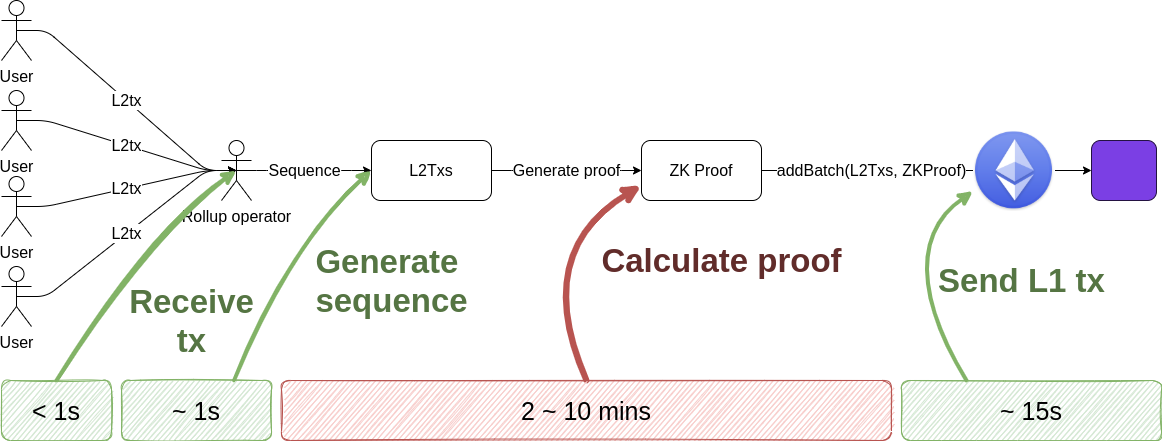 User
L2tx
User
L2tx
User
L2tx
User
L2tx
Rollup operator
Sequence
L2Txs
Generate proof
ZK Proof
addBatch(L2Txs, ZKProof)
Receive
tx
Generate
sequence
Calculate proof
Send L1 tx
< 1s
~ 1s
2 ~ 10 mins
~ 15s